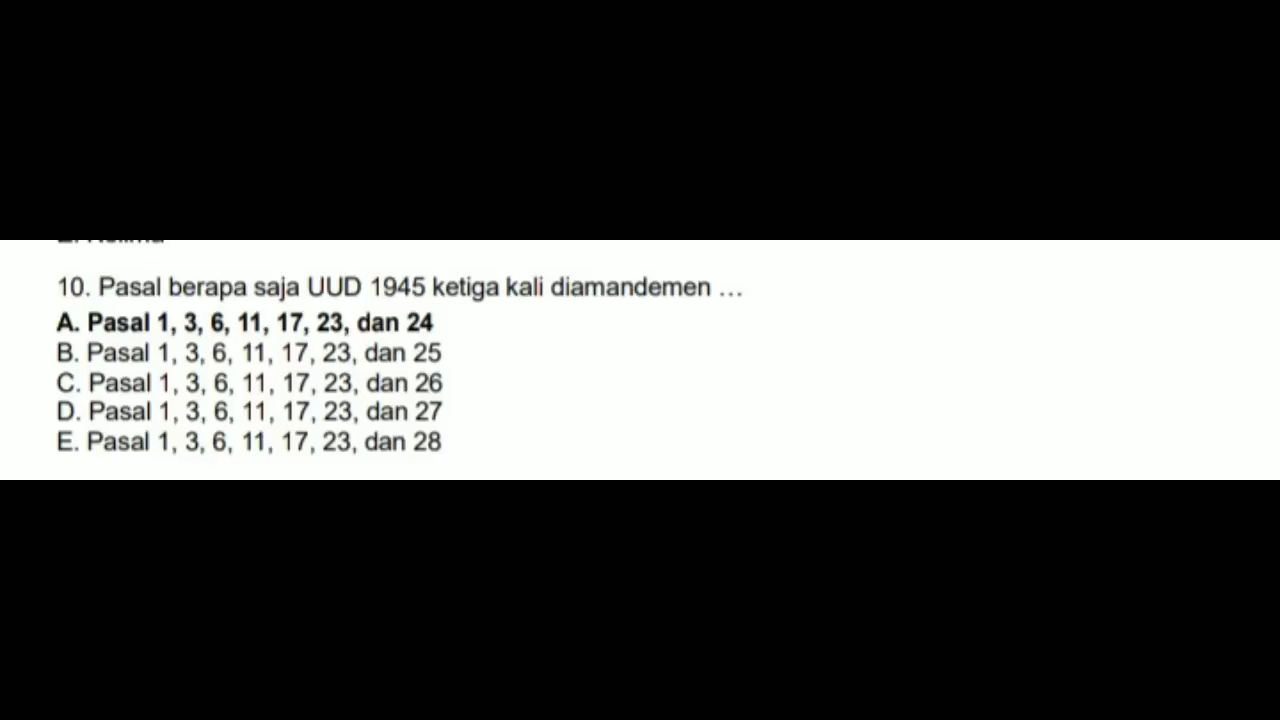 10. Pasal berapa saja UUD 1945 ketiga kali diamandemen ...
A. Pasal 1, 3, 6, 11, 17, 23, dan 24
B. Pasal 1, 3, 6, 11, 17, 23, dan 25
C. Pasal 1, 3, 6, 11, 17, 23, dan 26
D. Pasal 1, 3, 6, 11, 17, 23, dan 27
E. Pasal 1, 3, 6, 11, 17, 23, dan 28